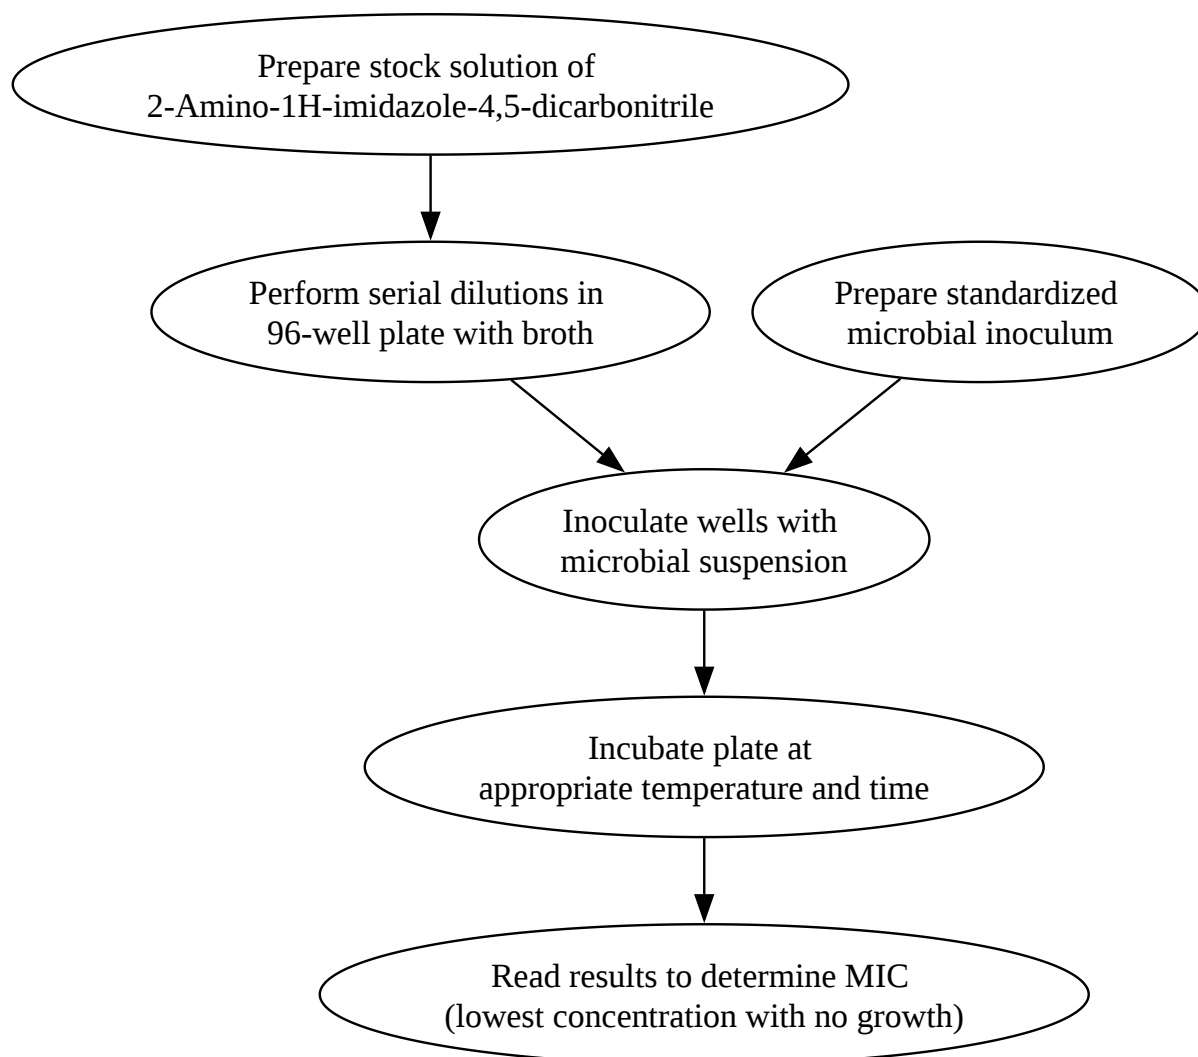 Prepare stock solution of
2-Amino-1H-imidazole-4,5-dicarbonitrile
Perform serial dilutions in
96-well plate with broth
Prepare standardized
microbial inoculum
Inoculate wells with
microbial suspension
Incubate plate at
appropriate temperature and time
Read results to determine MIC
(lowest concentration with no growth)